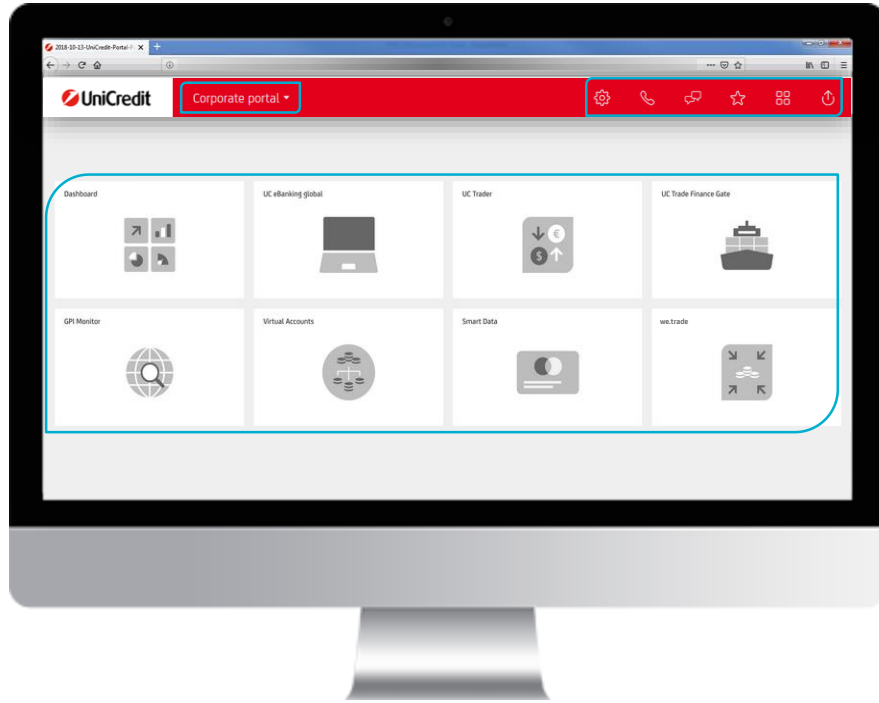 2018-10-13-UniCredit-Portal-P
UniCredit
Corporate portal
Dashboard
UC eBanking global
UC Trader
UC Trade Finance Gate
€
$
GPI Monitor
Virtual Accounts
Smart Data
we.trade